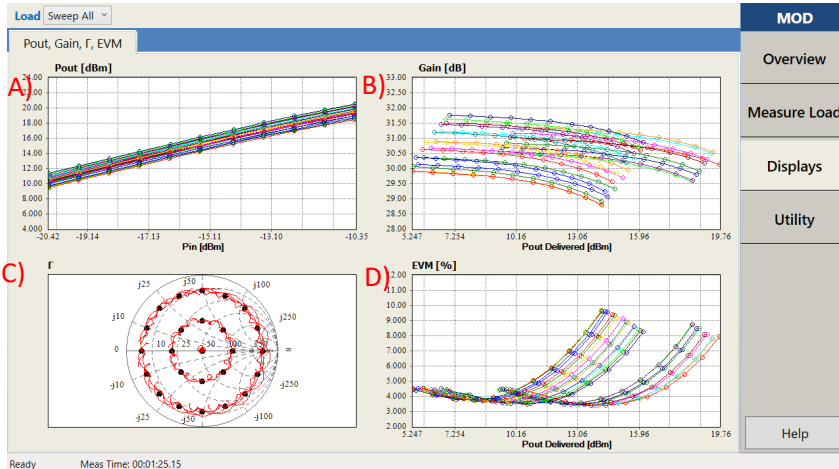 Load Sweep All
MOD
Pout, Gain, Γ, EVM
Overview
Measure Load
Displays
Utility
Help
A)
Pout [dBm]
24.00
22.00
20.00
18.00
16.00
14.00
12.00
10.00
8.000
6.000
4.000
-20.42 -19.14 -17.13 -15.11 -13.10 -10.35
Pin [dBm]
B)
Gain [dB]
33.00
32.25
31.50
30.75
30.00
29.50
29.00
28.00
5.247 7.254 10.16 13.06 15.96 19.76
Pout Delivered [dBm]
C)
Γ
j50
j25 j100
j10 j250
0 10 25 50 100 ∞
-j10 -j250
-j25 -j100
-j50
D)
EVM [%]
12.00
11.00
10.00
9.000
8.000
7.000
6.000
5.000
4.000
3.000
2.000
5.247 7.254 10.16 13.06 15.96 19.76
Pout Delivered [dBm]
Ready Meas Time: 00:01:25.15